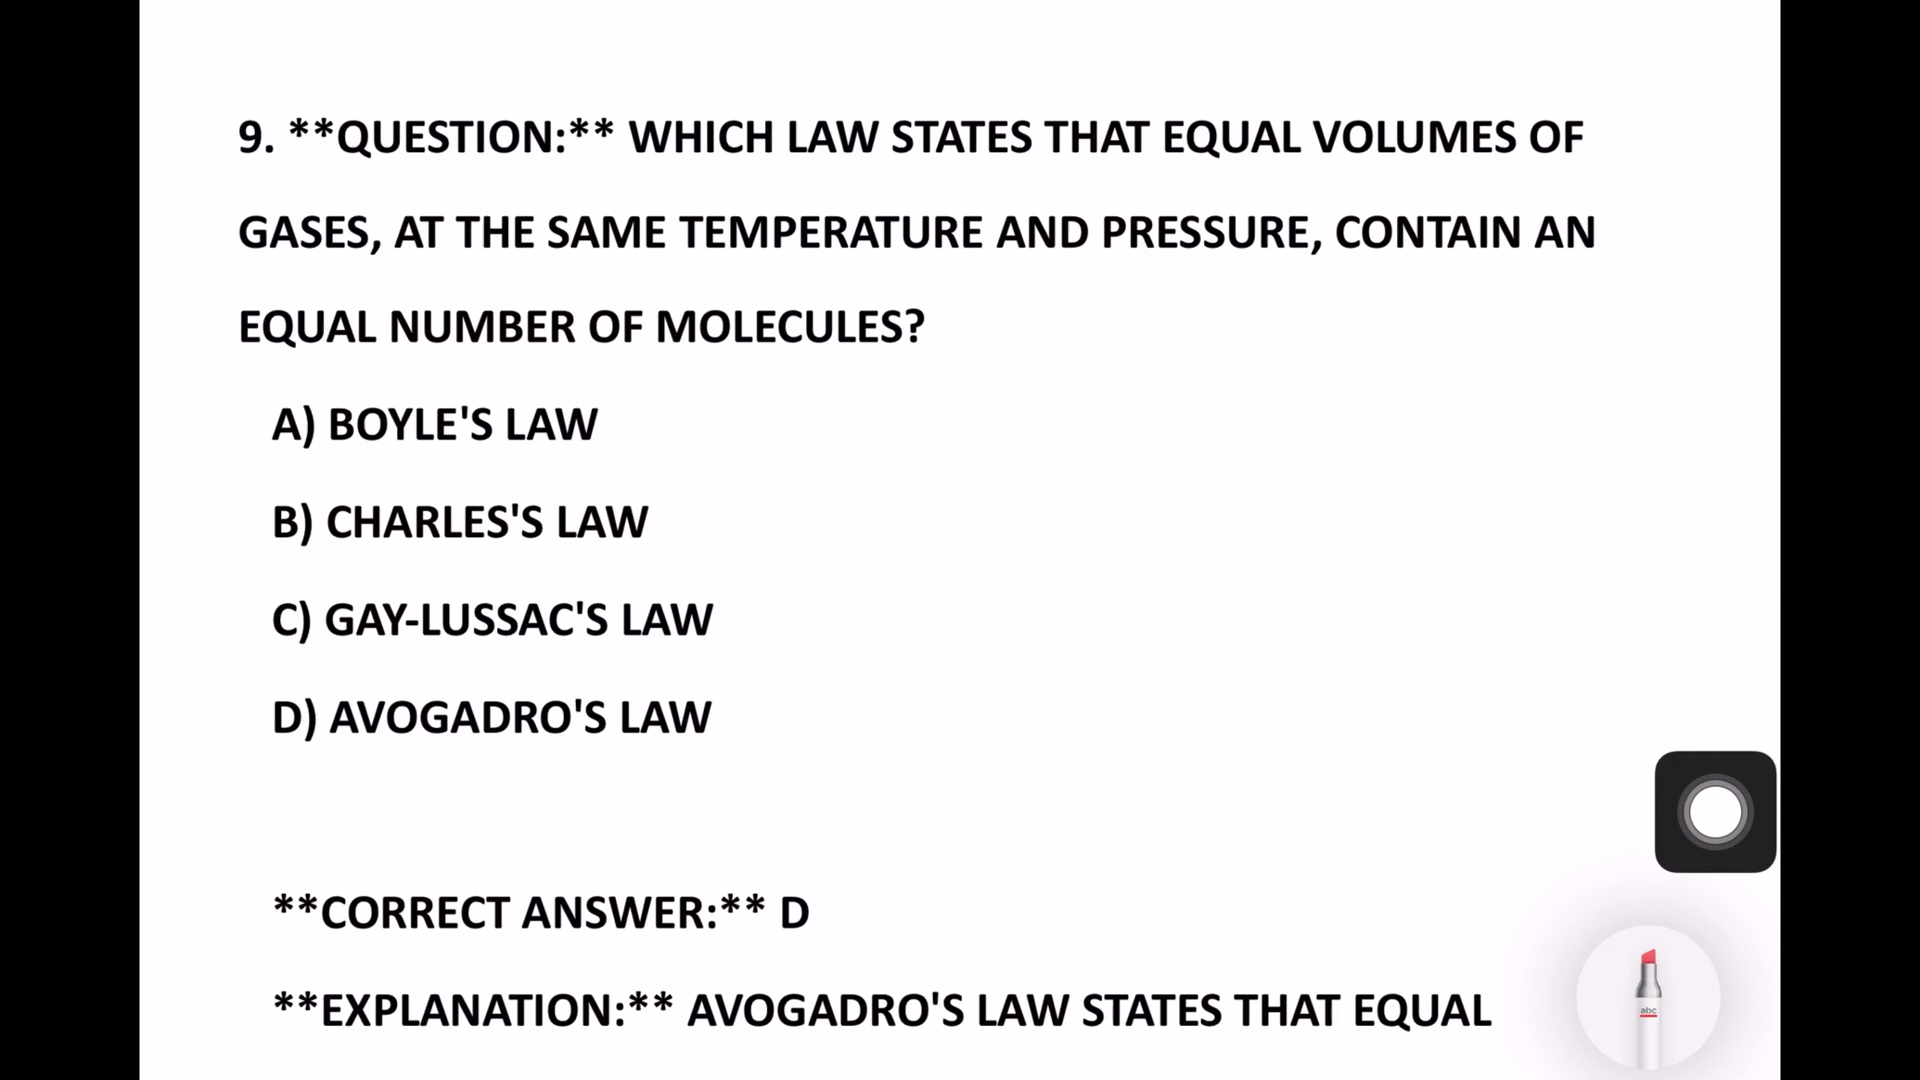 9. **QUESTION:** WHICH LAW STATES THAT EQUAL VOLUMES OF
GASES, AT THE SAME TEMPERATURE AND PRESSURE, CONTAIN AN
EQUAL NUMBER OF MOLECULES?
A) BOYLE'S LAW
B) CHARLES'S LAW
C) GAY-LUSSAC'S LAW
D) AVOGADRO'S LAW
**CORRECT ANSWER:** D
**EXPLANATION:** AVOGADRO'S LAW STATES THAT EQUAL
abc